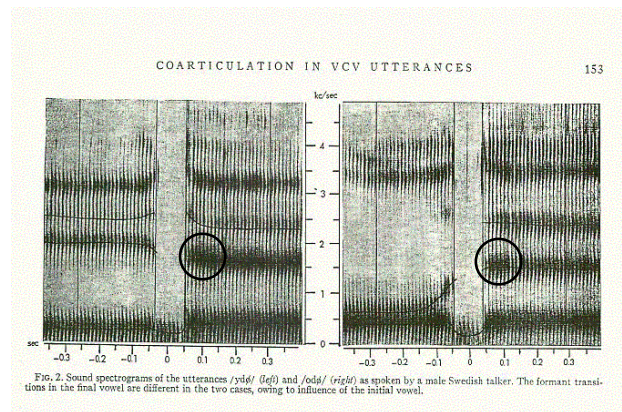 COARTICULATION IN VCV UTTERANCES 153
kc/sec
4
3
2
1
0
sec
-0.3 -0.2 -0.1 0 0.1 0.2 0.3
-0.3 -0.2 -0.1 0 0.1 0.2 0.3
FIG. 2. Sound spectrograms of the utterances /ydø/ (left) and /odø/ (right) as spoken by a male Swedish talker. The formant transi-
tions in the final vowel are different in the two cases, owing to influence of the initial vowel.